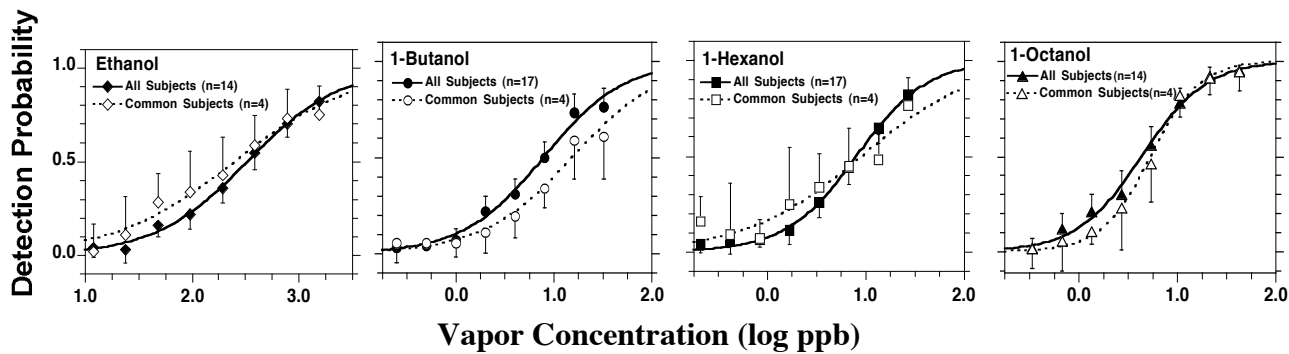 Detection Probability
1.0
0.5
0.0
Ethanol
All Subjects (n=14)
Common Subjects (n=4)
1.0 2.0 3.0
1-Butanol
All Subjects (n=17)
Common Subjects (n=4)
0.0 1.0 2.0
1-Hexanol
All Subjects (n=17)
Common Subjects (n=4)
0.0 1.0 2.0
1-Octanol
All Subjects (n=14)
Common Subjects(n=4)
0.0 1.0 2.0
Vapor Concentration (log ppb)